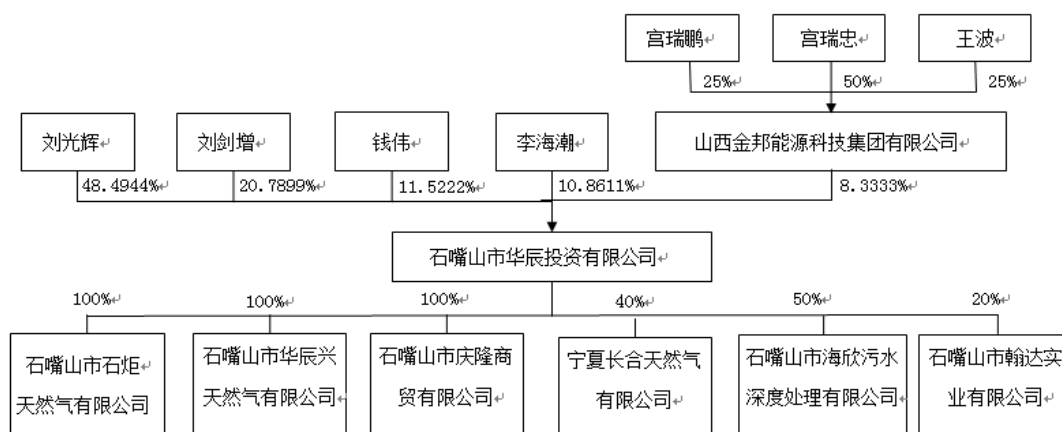 宫瑞鹏
宫瑞忠
王波
25%
50%
25%
刘光辉
刘剑增
钱伟
李海潮
山西金邦能源科技集团有限公司
48.4944%
20.7899%
11.5222%
10.8611%
8.3333%
石嘴山市华辰投资有限公司
100%
100%
100%
40%
50%
20%
石嘴山市石炬
天然气有限公司
石嘴山市华辰兴
天然气有限公司
石嘴山市庆隆商
贸有限公司
宁夏长合天然气
有限公司
石嘴山市海欣污水
深度处理有限公司
石嘴山市翰达实
业有限公司